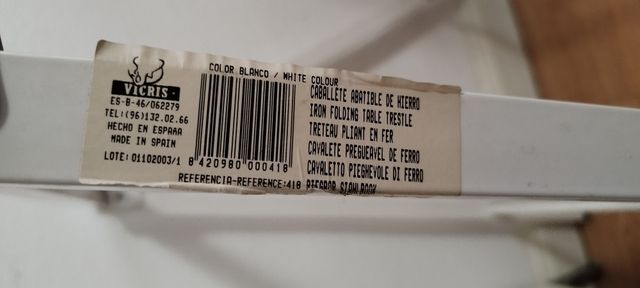 COLOR BLANCO / WHITE COLOUR
VICRIS
ES-B-46/062279
TEL:(96)132.02.66
HECHO EN ESPAÑA
MADE IN SPAIN
LOTE: 01102003/1
8 420980 000418
REFERENCIA-REFERENCE:418
CABALLETE ABATIBLE DE HIERRO
IRON FOLDING TABLE TRESTLE
TRETEAU PLIANT EN FER
CAVALETE PREGUEAVEL DE FERRO
CAVALETTO PIEGHEVOLE DI FERRO